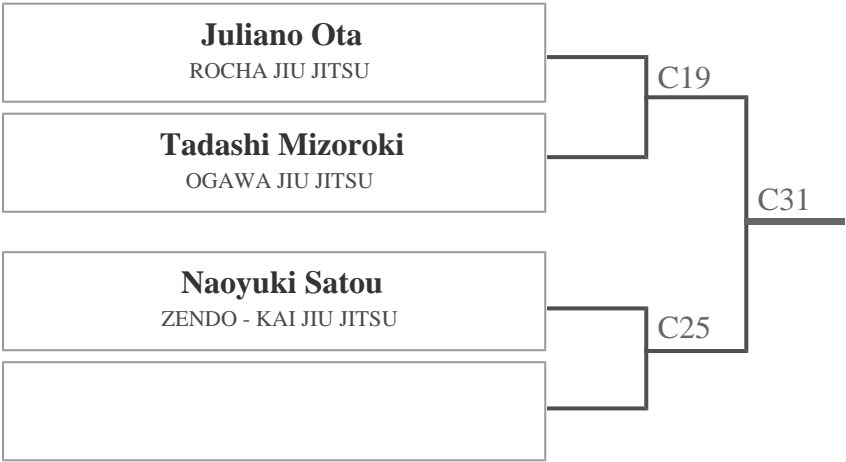 Juliano Ota
ROCHA JIU JITSU
C19
Tadashi Mizoroki
OGAWA JIU JITSU
C31
Naoyuki Satou
ZENDO - KAI JIU JITSU
C25